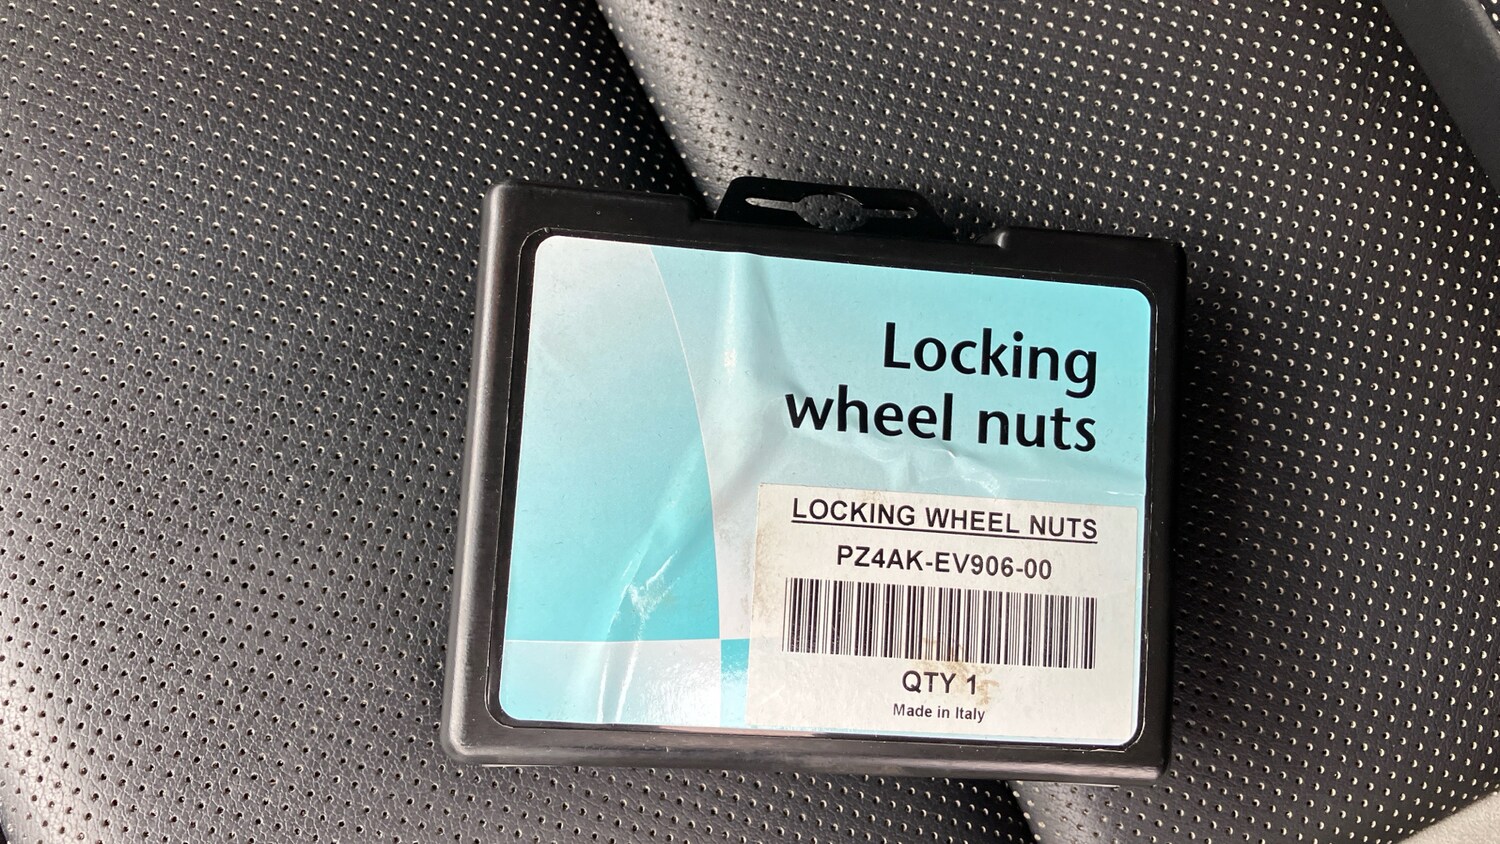 Locking
wheel nuts
LOCKING WHEEL NUTS
PZ4AK-EV906-00
QTY 1
Made in Italy